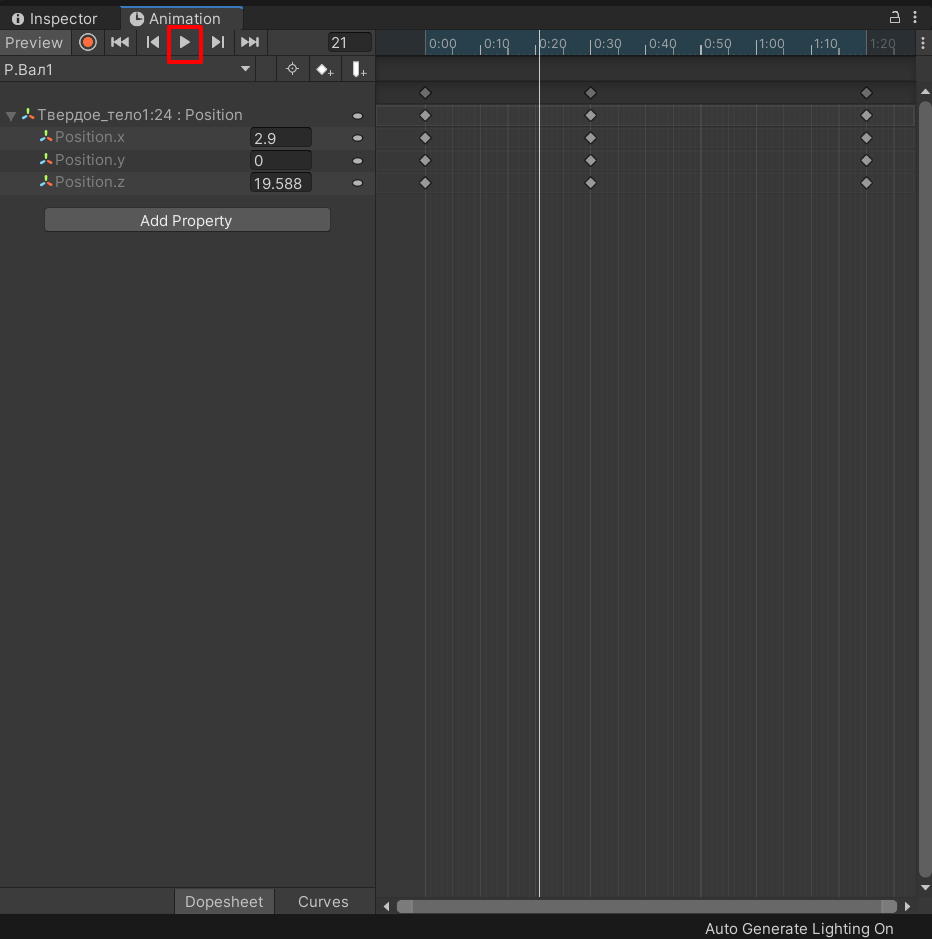 Inspector Animation
Preview 21 0:00 0:10 0:20 0:30 0:40 0:50 1:00 1:10 1:20
Р.Вал1
Твердое_тело1:24 : Position
Position.x 2.9
Position.y 0
Position.z 19.588
Add Property
Dopesheet Curves
Auto Generate Lighting On